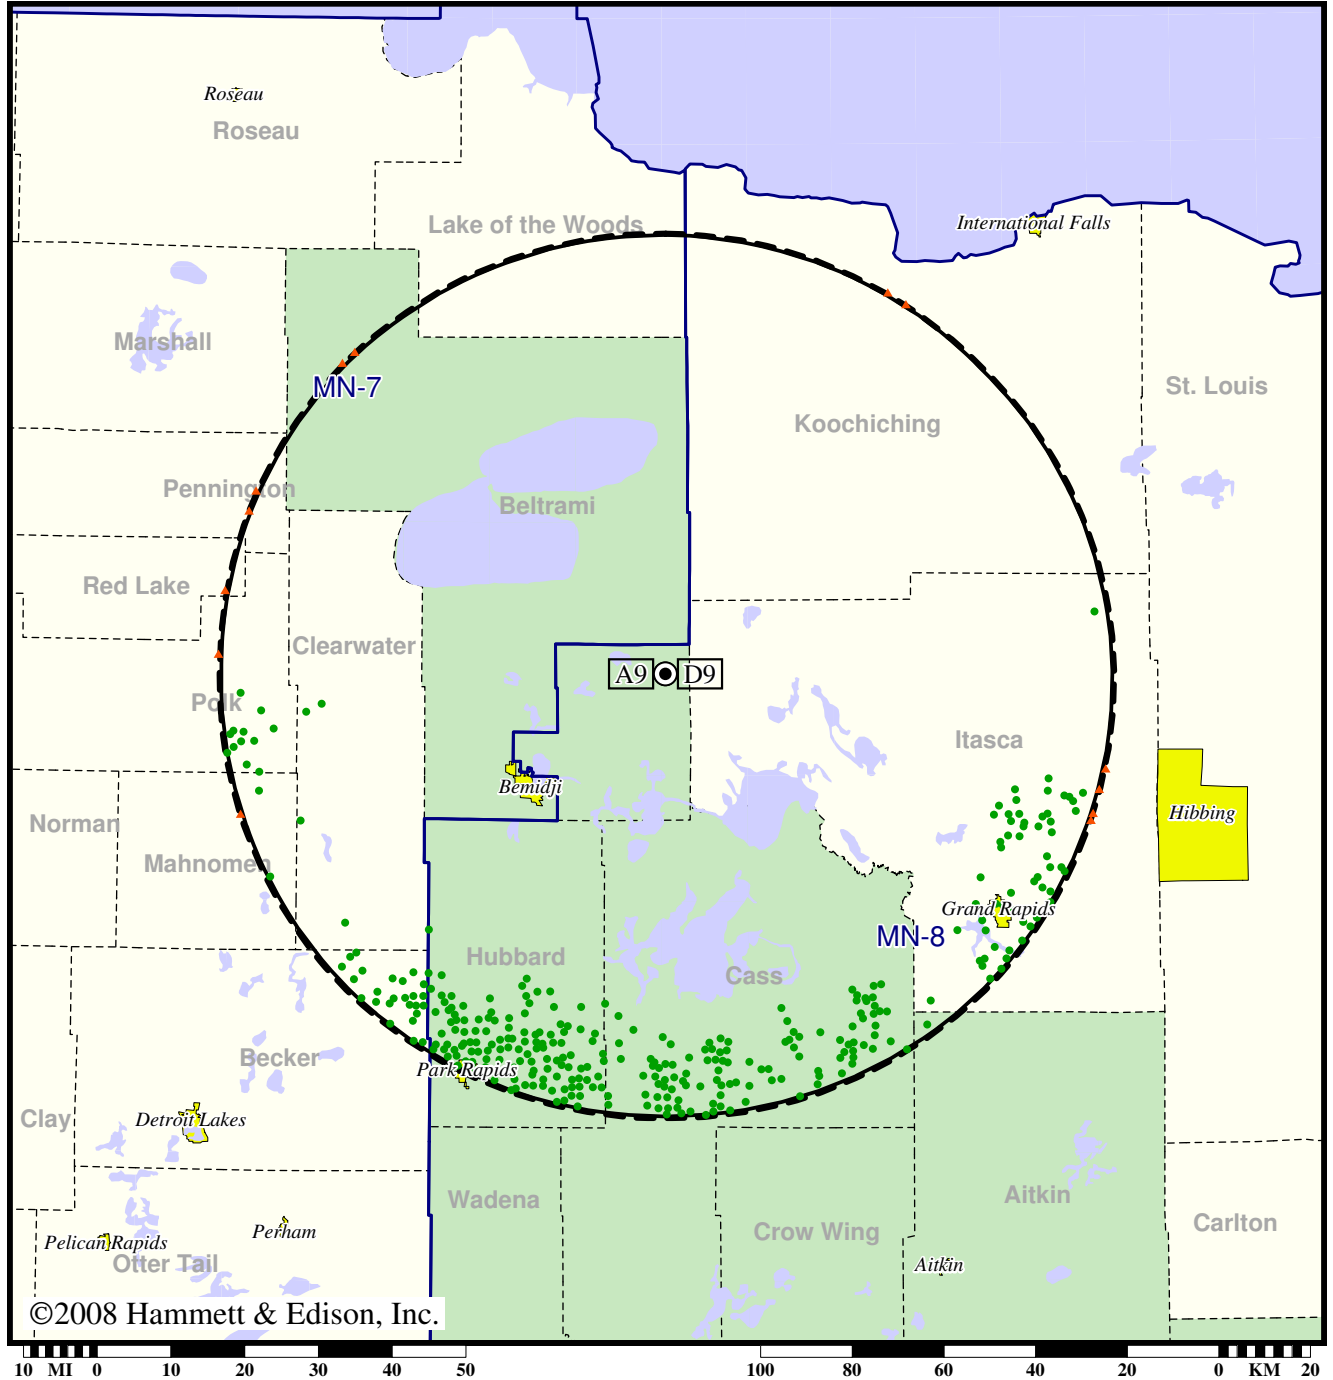 Roseau
Roseau
Lake of the Woods
International Falls
Marshall
MN-7
St. Louis
Koochiching
Pennington
Beltrami
Red Lake
Clearwater
A9
D9
Polk
Itasca
Bemidji
Norman
Hibbing
Mahnomen
Grand Rapids
MN-8
Hubbard
Cass
Becker
Park Rapids
Clay
Detroit Lakes
Wadena
Aitkin
Carlton
Perham
Crow Wing
Pelican Rapids
Otter Tail
Aitkin
©2008 Hammett & Edison, Inc.
10 MI 0 10 20 30 40 50 100 80 60 40 20 0 KM 20